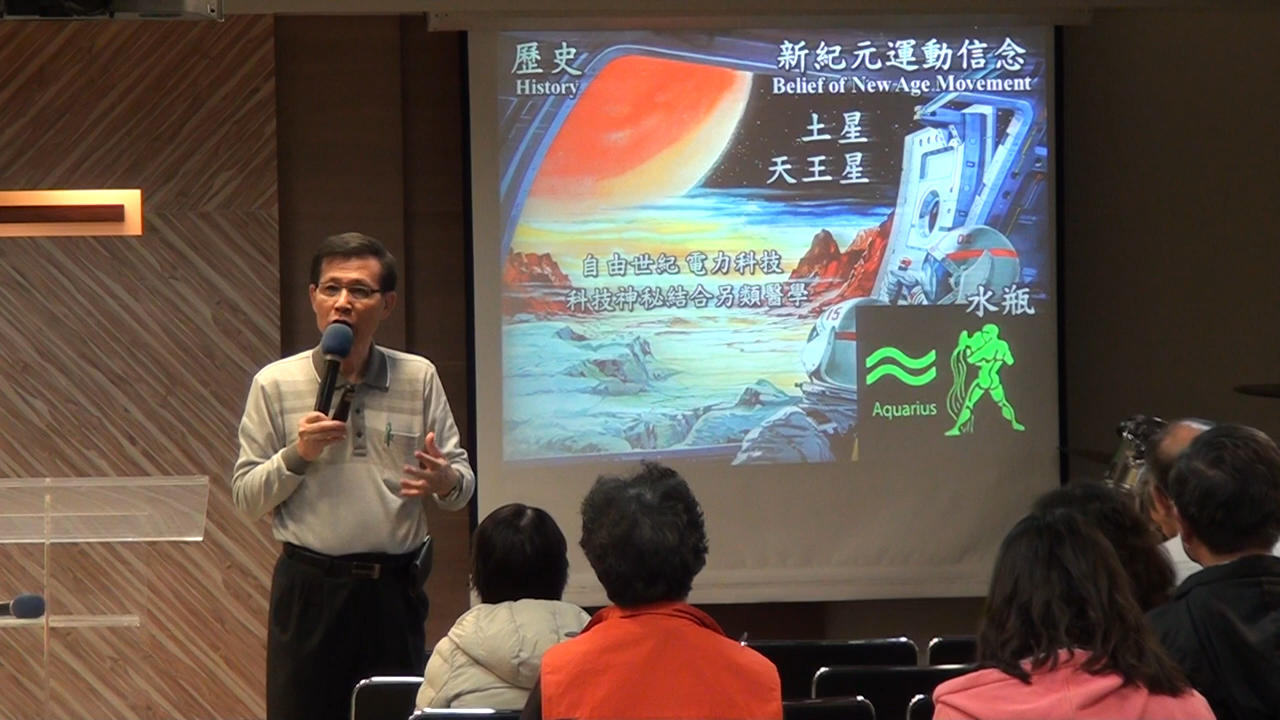 歷史
History
新紀元運動信念
Belief of New Age Movement
土星
天王星
自由世紀 電力科技
科技神秘結合另類醫學
水瓶
Aquarius
02
15